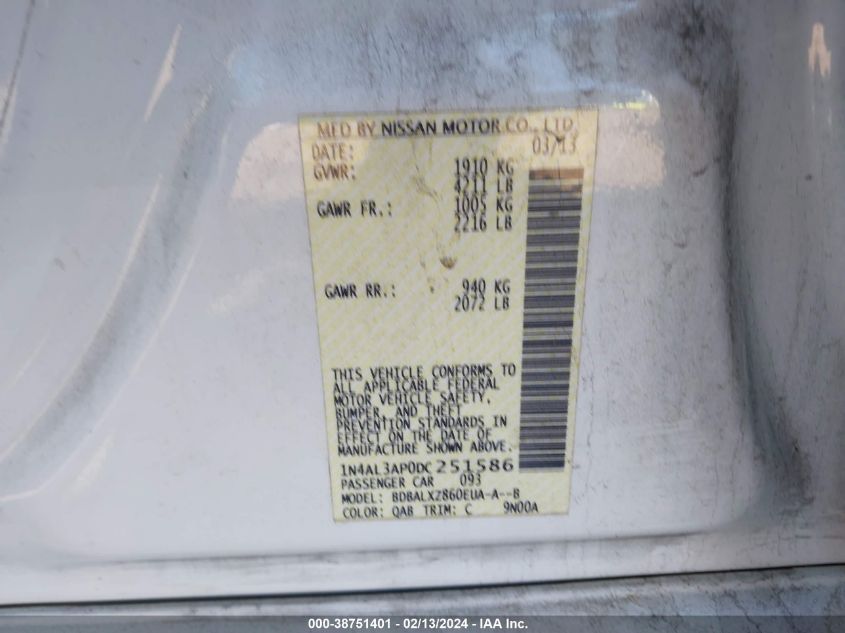 MFD BY NISSAN MOTOR CO., LTD.
DATE: 03/13
GVWR: 1910 KG
4211 LB
GAWR FR.: 1005 KG
2216 LB
GAWR RR.: 940 KG
2072 LB
THIS VEHICLE CONFORMS TO
ALL APPLICABLE FEDERAL
MOTOR VEHICLE SAFETY,
BUMPER, AND THEFT
PREVENTION STANDARDS IN
EFFECT ON THE DATE OF
MANUFACTURE SHOWN ABOVE.
1N4AL3AP0DC251586
PASSENGER CAR 093
MODEL: BDBALXZ860EUA-A--B
COLOR: QAB TRIM: C 9N00A
000-38751401 - 02/13/2024 - IAA Inc.